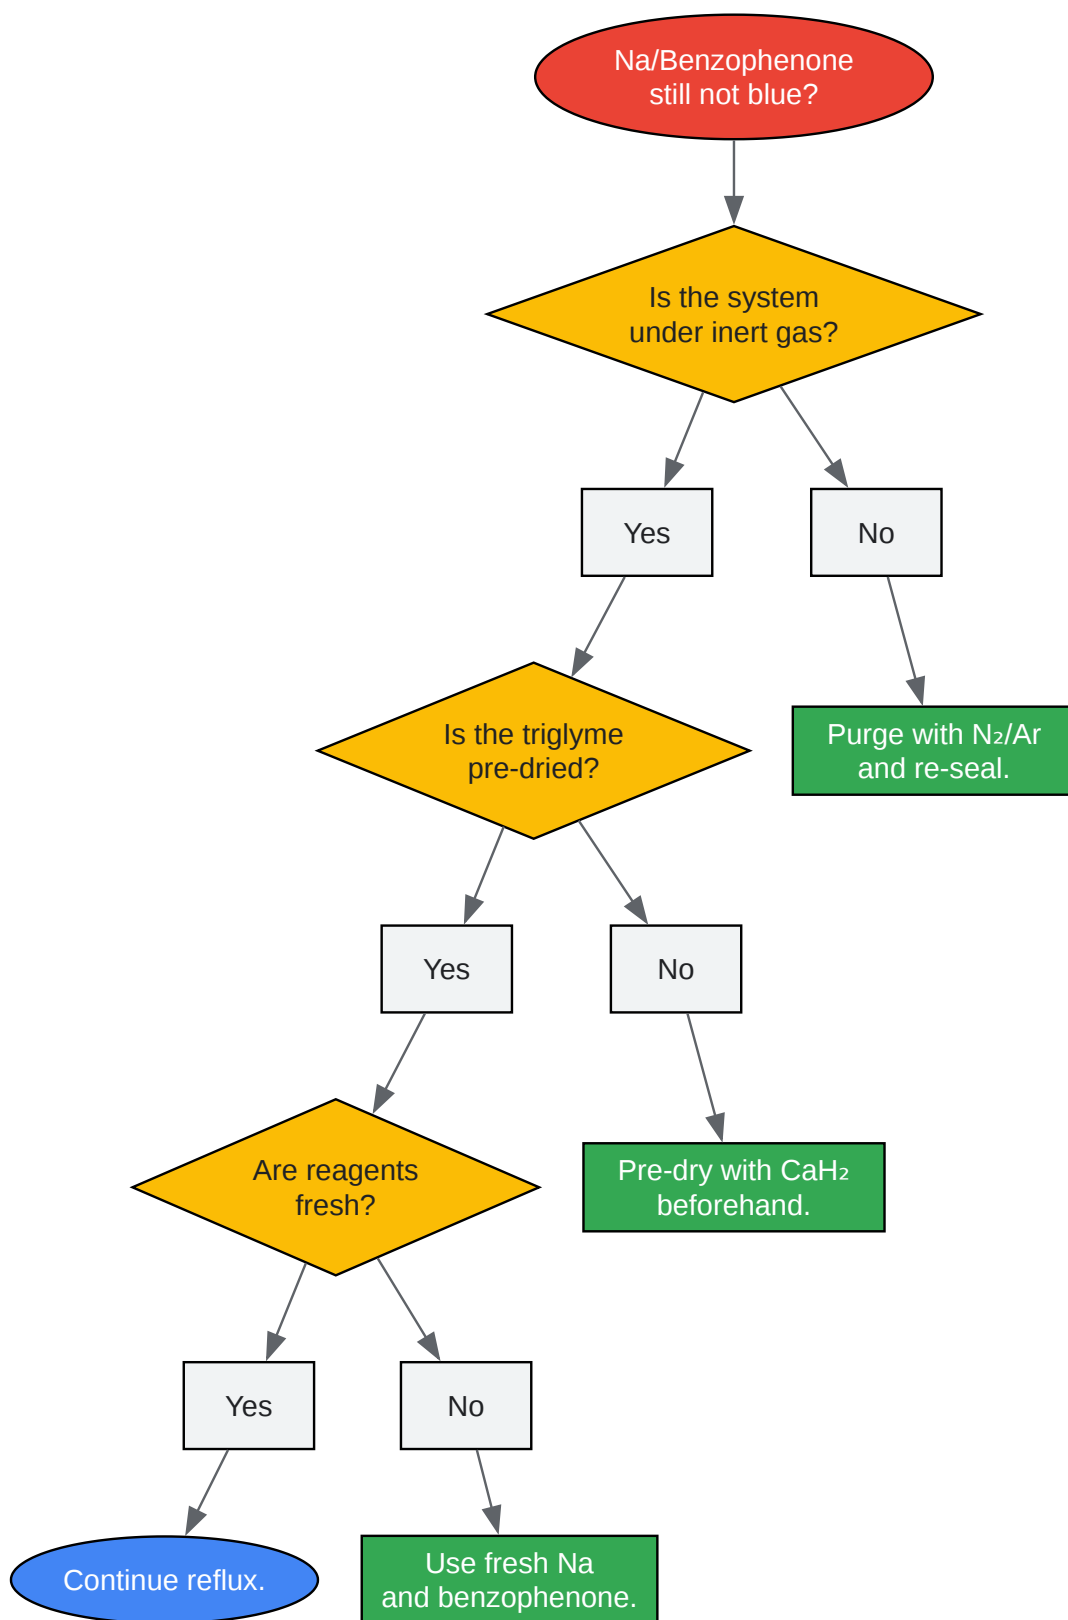 Na/Benzophenone
still not blue?
Is the system
under inert gas?
Yes
No
Is the triglyme
pre-dried?
Purge with N₂/Ar
and re-seal.
Yes
No
Are reagents
fresh?
Pre-dry with CaH₂
beforehand.
Yes
No
Continue reflux.
Use fresh Na
and benzophenone.